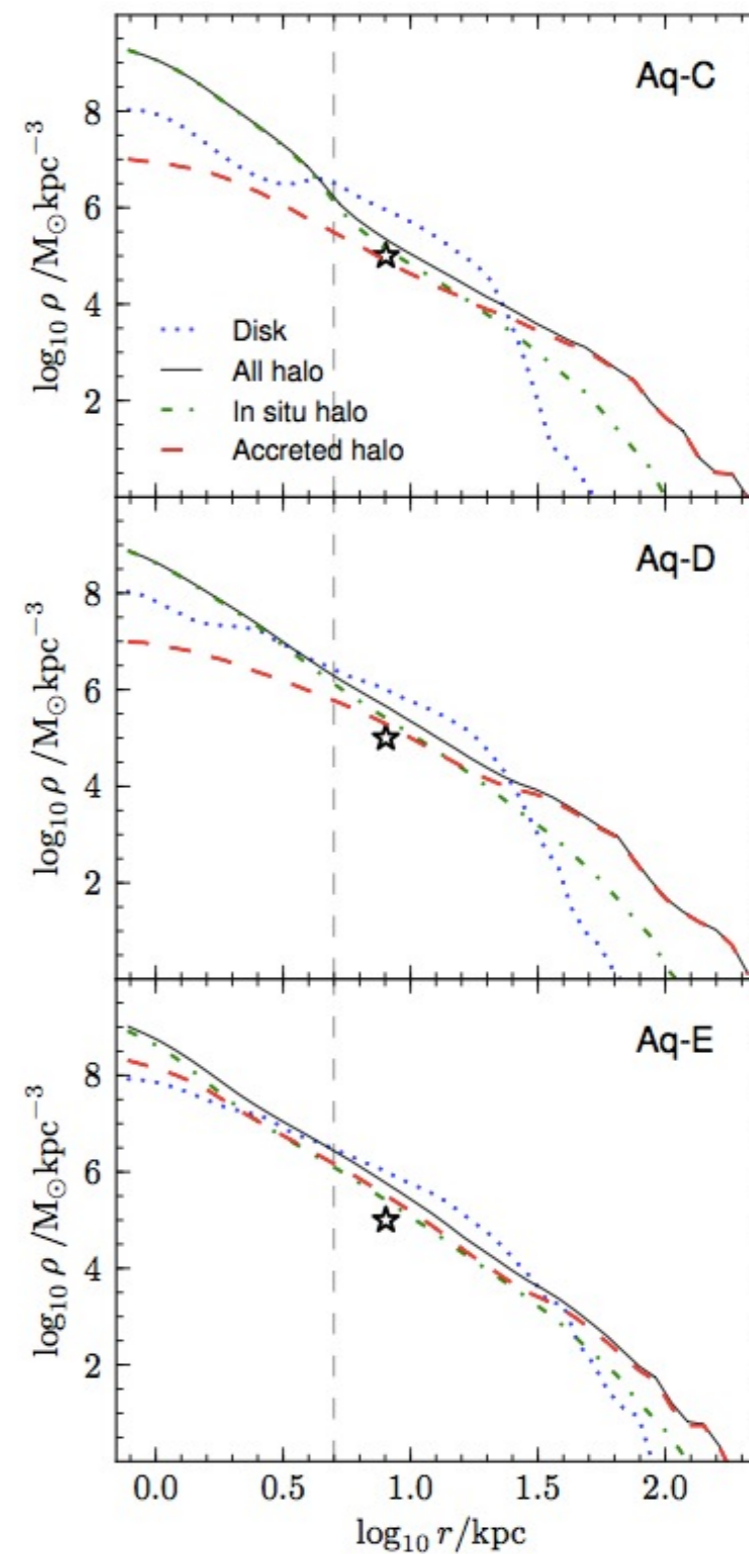 Aq-C
log₁₀ ρ /M⊙kpc⁻³
8
6
4
2
Disk
All halo
In situ halo
Accreted halo
Aq-D
log₁₀ ρ /M⊙kpc⁻³
8
6
4
2
Aq-E
log₁₀ ρ /M⊙kpc⁻³
8
6
4
2
0.0 0.5 1.0 1.5 2.0
log₁₀ r/kpc